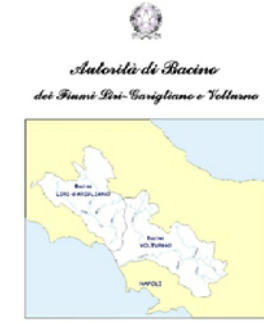 Autorità di Bacino
dei Fiumi Liri-Garigliano e Volturno
Bacino
LIRI-GARIGLIANO
Bacino
VOLTURNO
NAPOLI